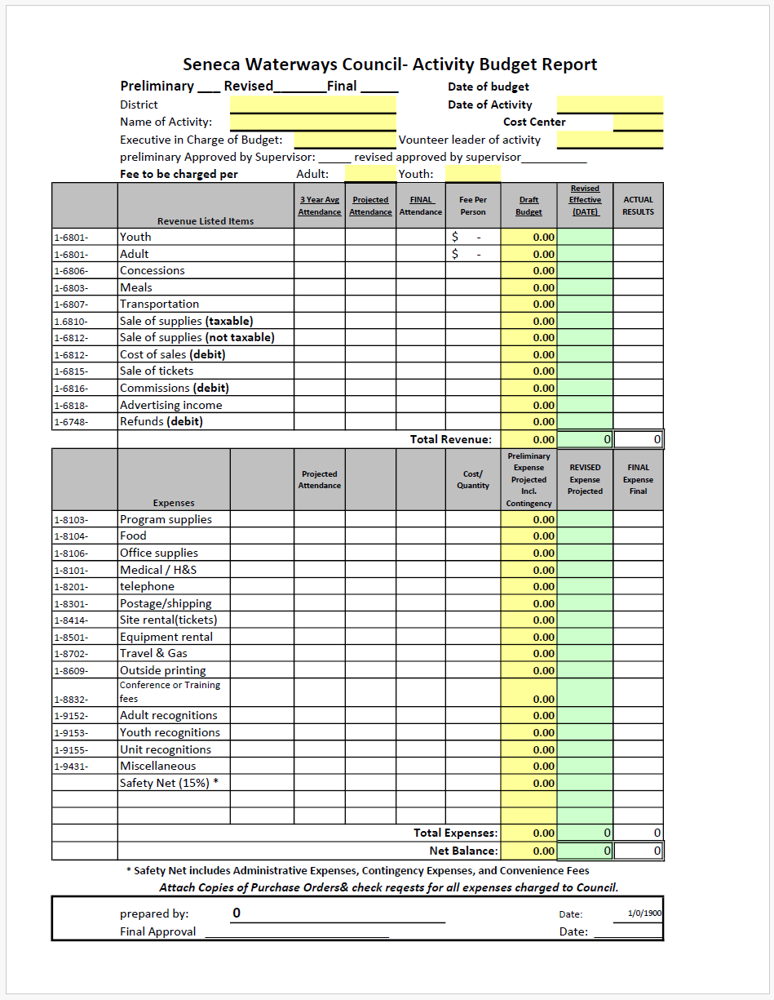 Seneca Waterways Council- Activity Budget Report
Preliminary ___ Revised_______Final _____ Date of budget
District Date of Activity
Name of Activity: Cost Center
Executive in Charge of Budget: Vounteer leader of activity
preliminary Approved by Supervisor: _____ revised approved by supervisor__________
Fee to be charged per Adult: Youth:
Revenue Listed Items 3 Year Avg Attendance Projected Attendance FINAL Attendance Fee Per Person Draft Budget Revised Effective (DATE) ACTUAL RESULTS
1-6801- Youth $ - 0.00
1-6801- Adult $ - 0.00
1-6806- Concessions 0.00
1-6803- Meals 0.00
1-6807- Transportation 0.00
1.6810- Sale of supplies (taxable) 0.00
1-6812- Sale of supplies (not taxable) 0.00
1-6812- Cost of sales (debit) 0.00
1-6815- Sale of tickets 0.00
1-6816- Commissions (debit) 0.00
1-6818- Advertising income 0.00
1-6748- Refunds (debit) 0.00
Total Revenue: 0.00 0 0
Expenses Projected Attendance Cost/ Quantity Preliminary Expense Projected Incl. Contingency REVISED Expense Projected FINAL Expense Final
1-8103- Program supplies 0.00
1-8104- Food 0.00
1-8106- Office supplies 0.00
1-8101- Medical / H&S 0.00
1-8201- telephone 0.00
1-8301- Postage/shipping 0.00
1-8414- Site rental(tickets) 0.00
1-8501- Equipment rental 0.00
1-8702- Travel & Gas 0.00
1-8609- Outside printing 0.00
1-8832- Conference or Training fees 0.00
1-9152- Adult recognitions 0.00
1-9153- Youth recognitions 0.00
1-9155- Unit recognitions 0.00
1-9431- Miscellaneous 0.00
Safety Net (15%) * 0.00
Total Expenses: 0.00 0 0
Net Balance: 0.00 0 0
* Safety Net includes Administrative Expenses, Contingency Expenses, and Convenience Fees
Attach Copies of Purchase Orders& check reqests for all expenses charged to Council.
prepared by: 0 Date: 1/0/1900
Final Approval Date: